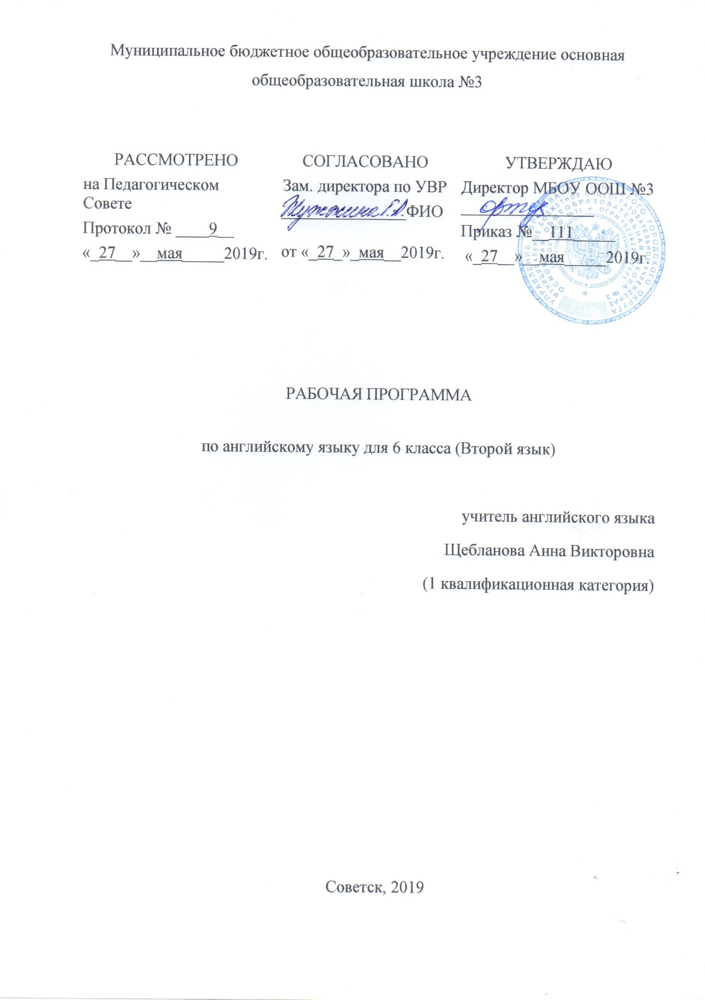 Муниципальное бюджетное общеобразовательное учреждение основная
общеобразовательная школа №3
РАССМОТРЕНО
на Педагогическом
Совете
Протокол № ____9__
«_27__»__мая_____2019г.
СОГЛАСОВАНО
Зам. директора по УВР
ФИО
от «_27_»_мая__2019г.
УТВЕРЖДАЮ
Директор МБОУ ООШ №3
Приказ №__111_____
«_27__»__мая_____2019г.
РАБОЧАЯ ПРОГРАММА
по английскому языку для 6 класса (Второй язык)
учитель английского языка
Щебланова Анна Викторовна
(1 квалификационная категория)
Советск, 2019